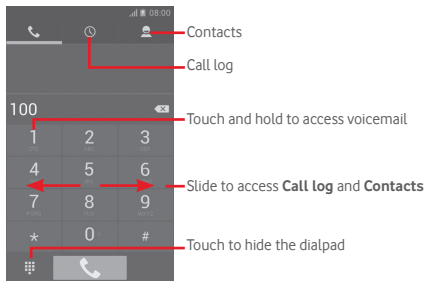 08:00
Contacts
Call log
100
Touch and hold to access voicemail
1
2
3
4
5
6
Slide to access Call log and Contacts
7
8
9
*
0
#
Touch to hide the dialpad